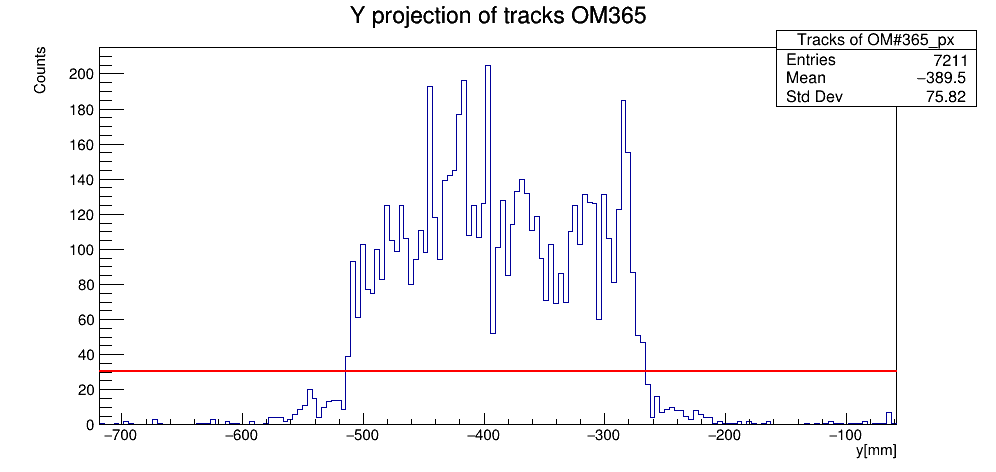 Y projection of tracks OM365
Tracks of OM#365_px
Entries 7211
Mean −389.5
Std Dev 75.82
Counts
200
180
160
140
120
100
80
60
40
20
0
−700 −600 −500 −400 −300 −200 −100
y[mm]